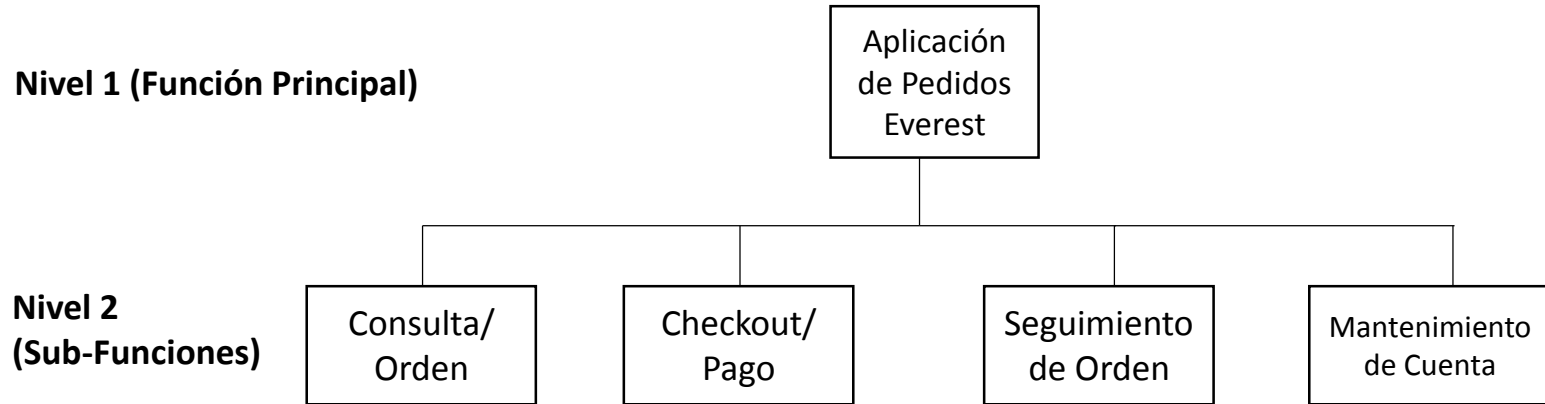 Aplicación
de Pedidos
Everest
Nivel 1 (Función Principal)
Nivel 2
(Sub-Funciones)
Consulta/
Orden
Checkout/
Pago
Seguimiento
de Orden
Mantenimiento
de Cuenta